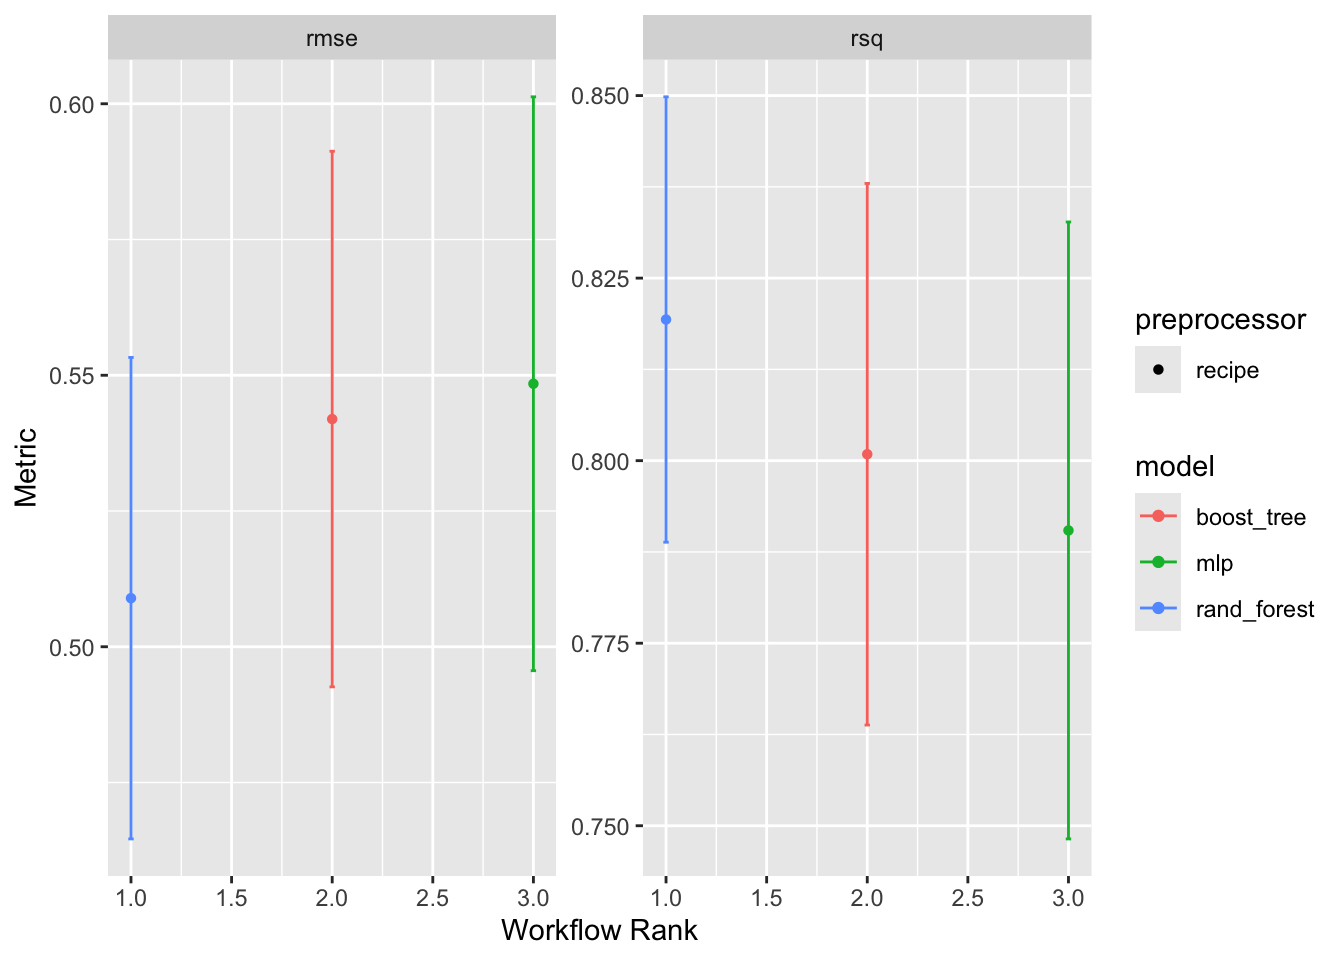 rmse
rsq
Metric
0.60
0.55
0.50
0.850
0.825
0.800
0.775
0.750
1.0 1.5 2.0 2.5 3.0
1.0 1.5 2.0 2.5 3.0
Workflow Rank
preprocessor
recipe
model
boost_tree
mlp
rand_forest